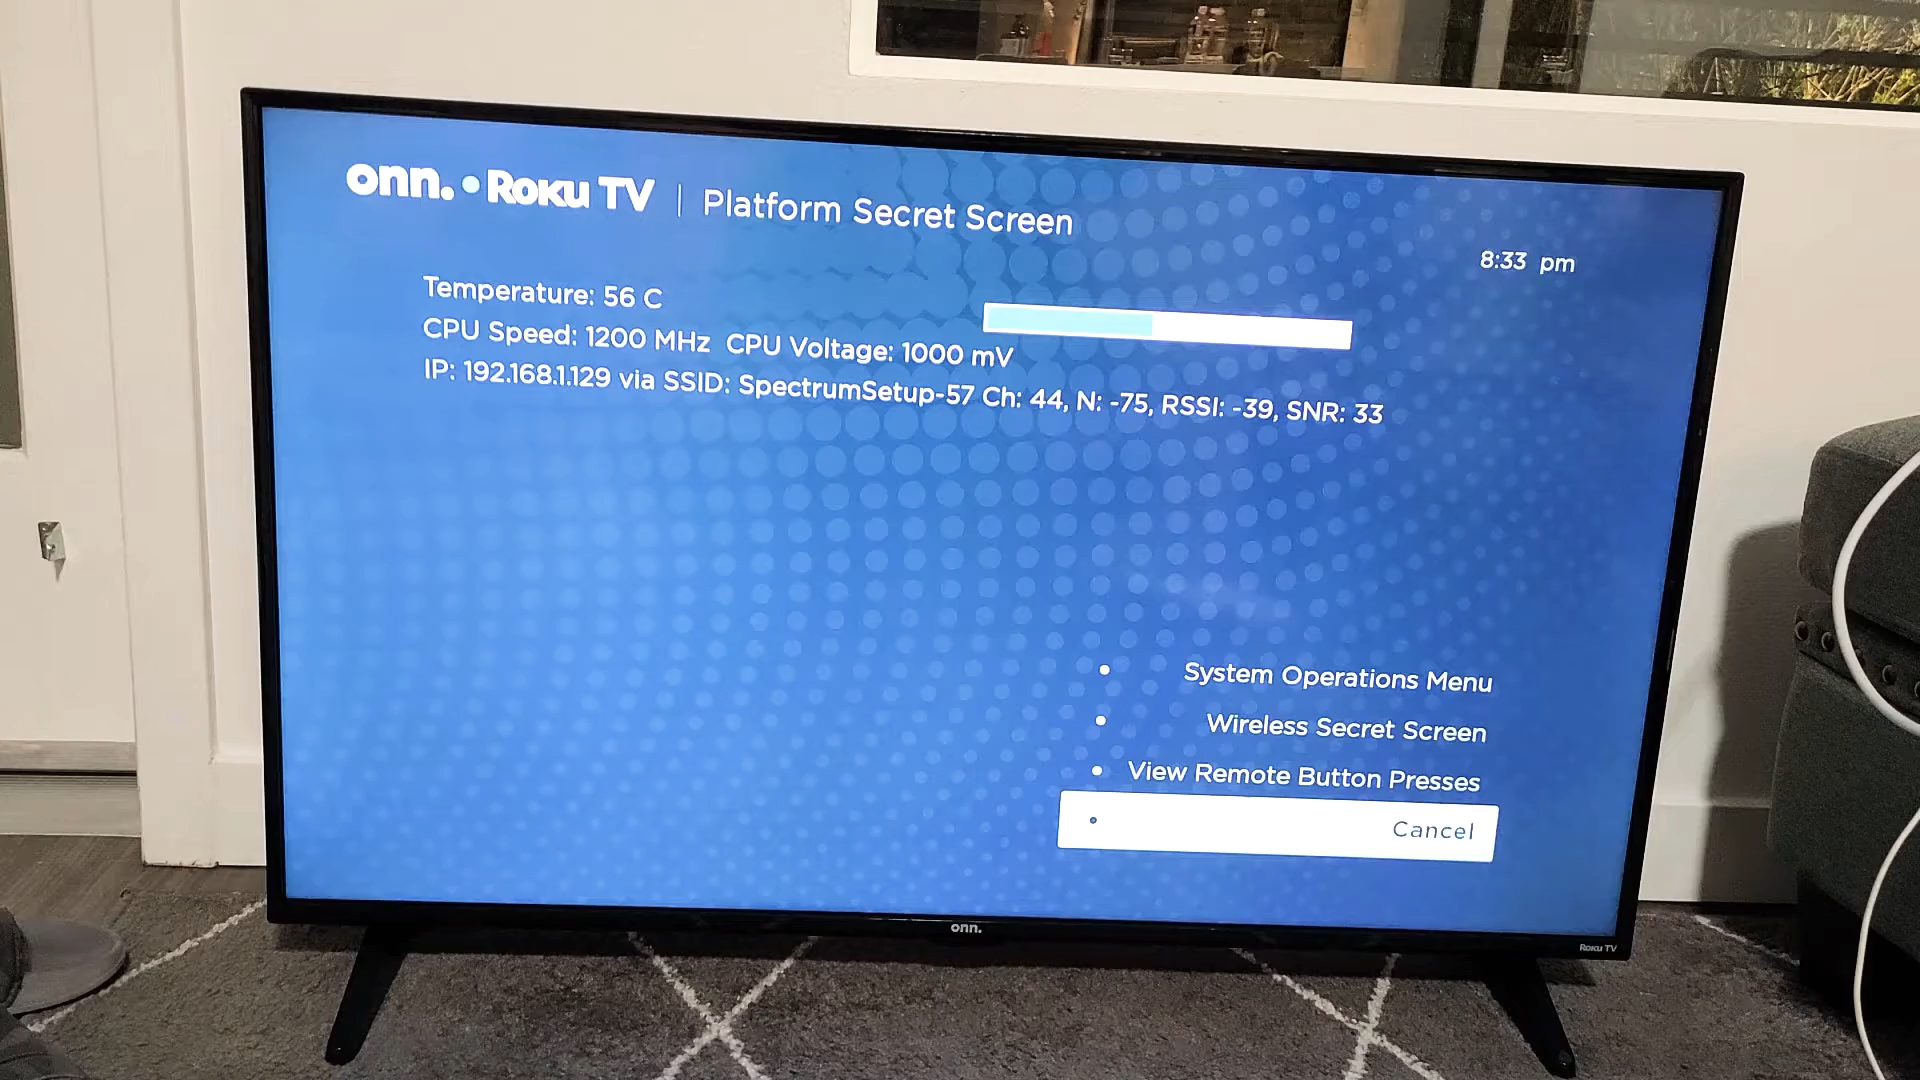 onn. • Roku TV | Platform Secret Screen
8:33 pm
Temperature: 56 C
CPU Speed: 1200 MHz CPU Voltage: 1000 mV
IP: 192.168.1.129 via SSID: SpectrumSetup-57 Ch: 44, N: -75, RSSI: -39, SNR: 33
• System Operations Menu
• Wireless Secret Screen
• View Remote Button Presses
• Cancel
onn.
Roku TV